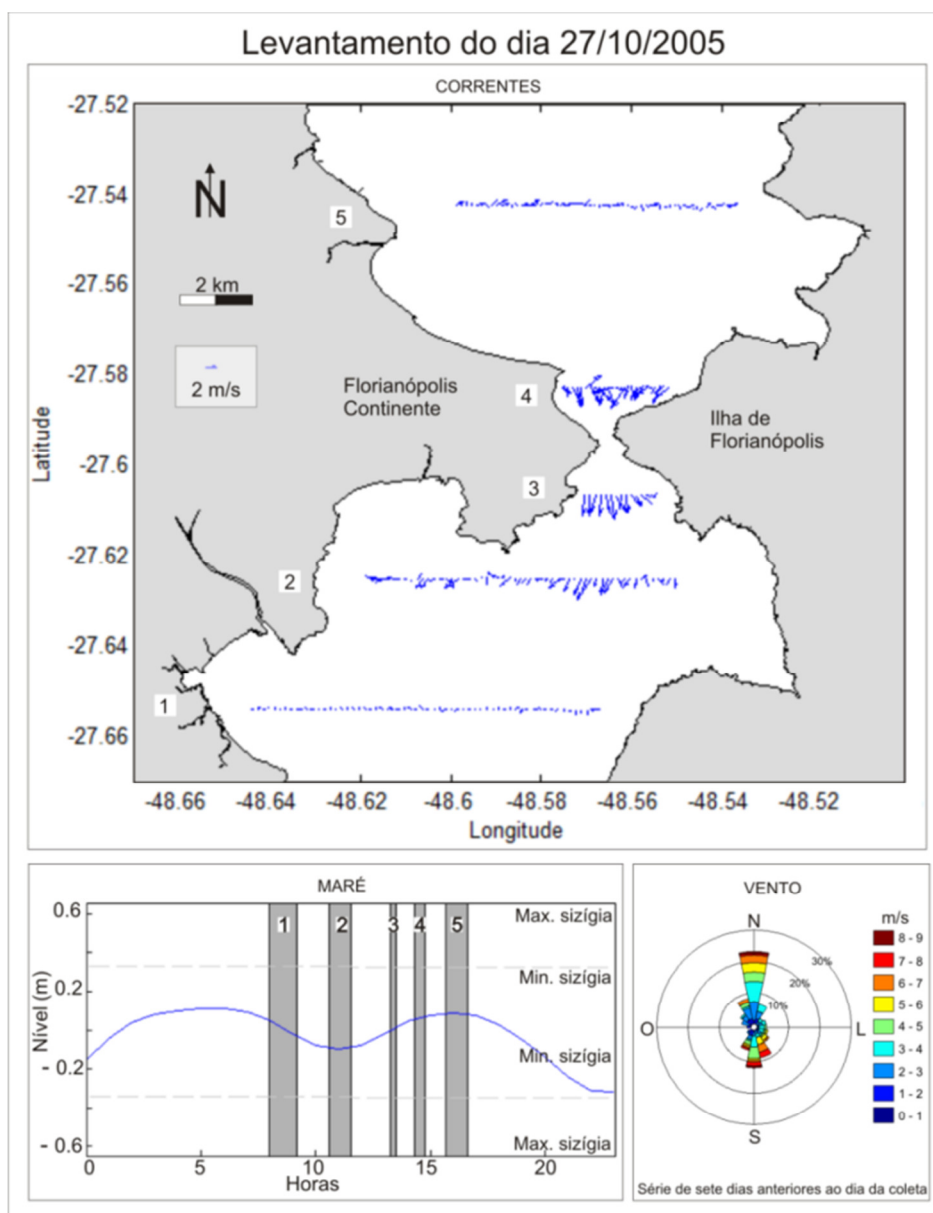 Levantamento do dia 27/10/2005
CORRENTES
-27.52
-27.54
-27.56
-27.58
-27.6
-27.62
-27.64
-27.66
Latitude
N
2 km
2 m/s
5
4
3
2
1
Florianópolis
Continente
Ilha de
Florianópolis
-48.66
-48.64
-48.62
-48.6
-48.58
-48.56
-48.54
-48.52
Longitude
MARÉ
0.6
0.2
- 0.2
- 0.6
Nível (m)
1
2
3
4
5
Max. sizígia
Min. sizígia
Min. sizígia
Max. sizígia
0
5
10
15
20
Horas
VENTO
N
30%
20%
10%
O
L
S
m/s
8 - 9
7 - 8
6 - 7
5 - 6
4 - 5
3 - 4
2 - 3
1 - 2
0 - 1
Série de sete dias anteriores ao dia da coleta